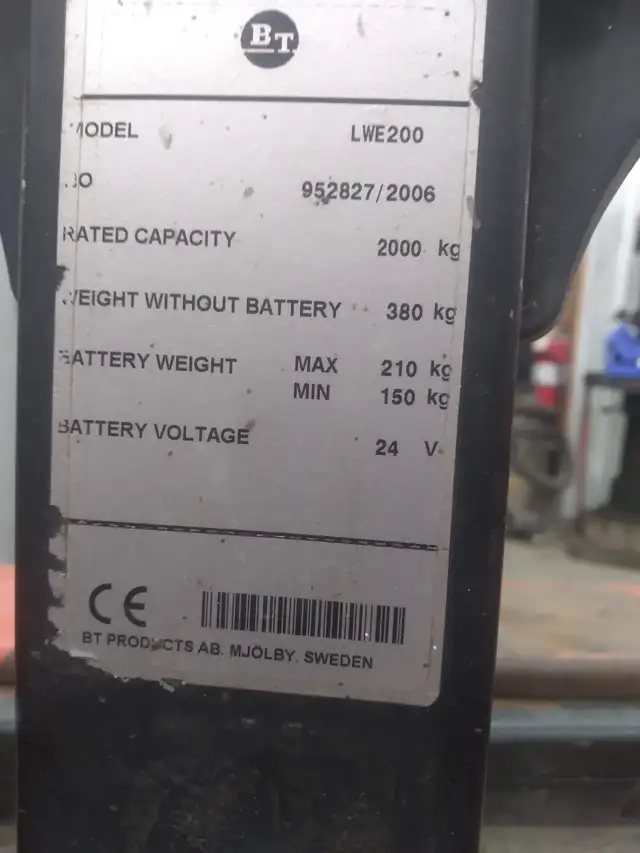 BT
MODEL LWE200
NO 952827/2006
RATED CAPACITY 2000 kg
WEIGHT WITHOUT BATTERY 380 kg
BATTERY WEIGHT MAX 210 kg
MIN 150 kg
BATTERY VOLTAGE 24 V
CE
BT PRODUCTS AB. MJÖLBY. SWEDEN